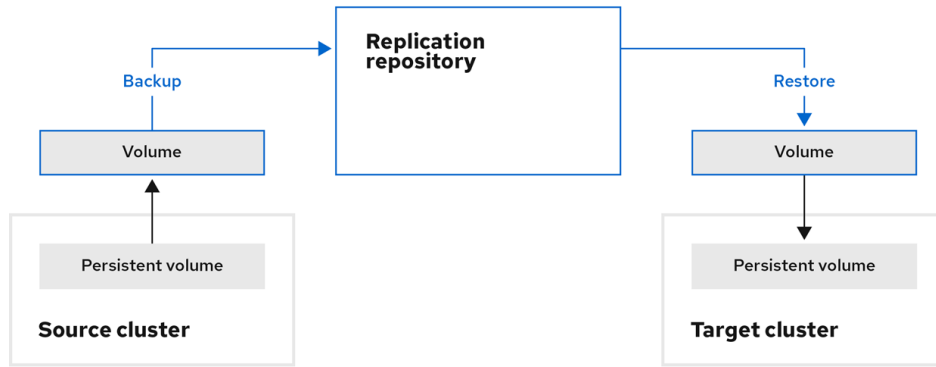 Replication
repository
Backup
Restore
Volume
Volume
Persistent volume
Persistent volume
Source cluster
Target cluster